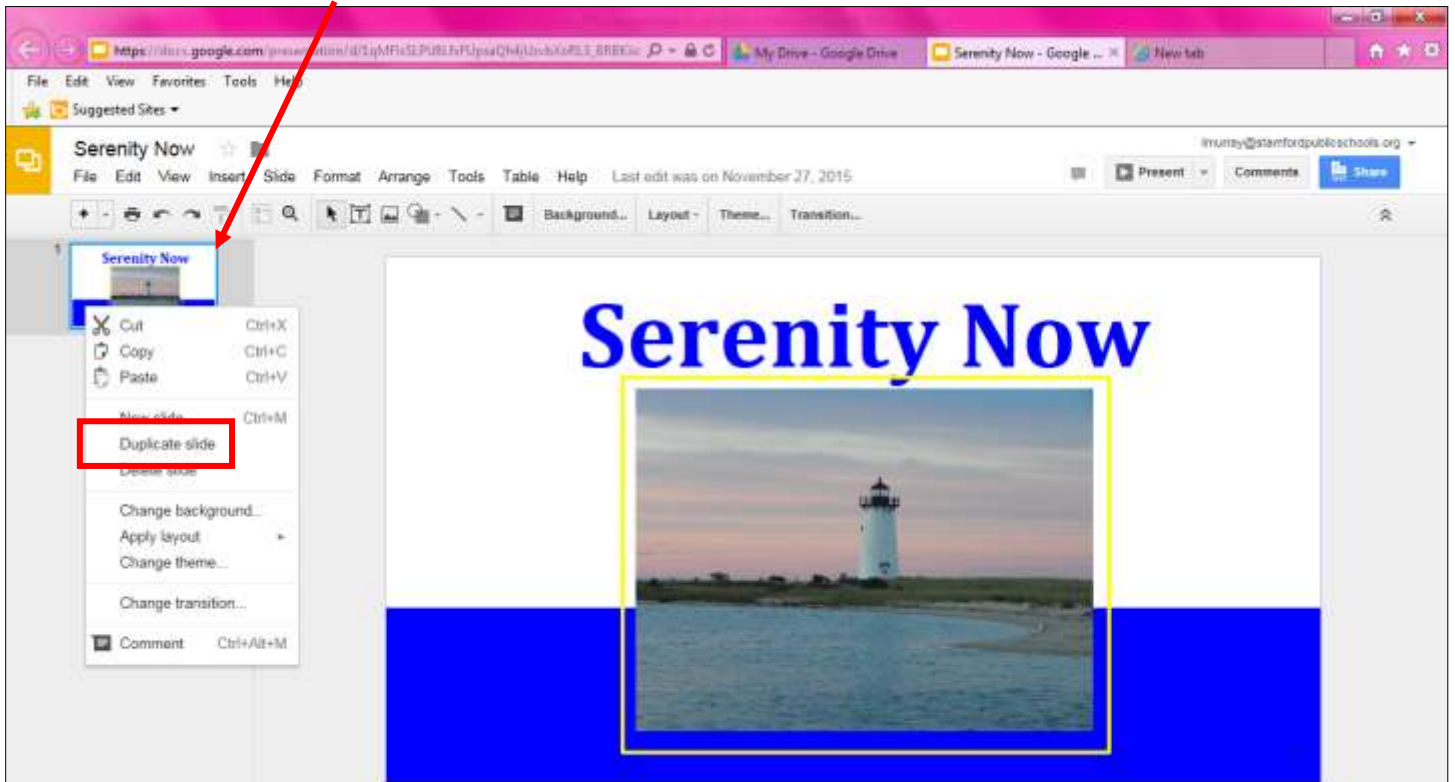 My Drive - Google Drive
Serenity Now - Google ...
New tab
File Edit View Favorites Tools Help
Suggested Sites
Serenity Now
File Edit View Insert Slide Format Arrange Tools Table Help Last edit was on November 27, 2015
lmurray@stamfordpublicschools.org
Present
Comments
Share
Background... Layout Theme... Transition...
1
Serenity Now
Cut Ctrl+X
Copy Ctrl+C
Paste Ctrl+V
New slide Ctrl+M
Duplicate slide
Delete slide
Change background...
Apply layout
Change theme...
Change transition...
Comment Ctrl+Alt+M
Serenity Now